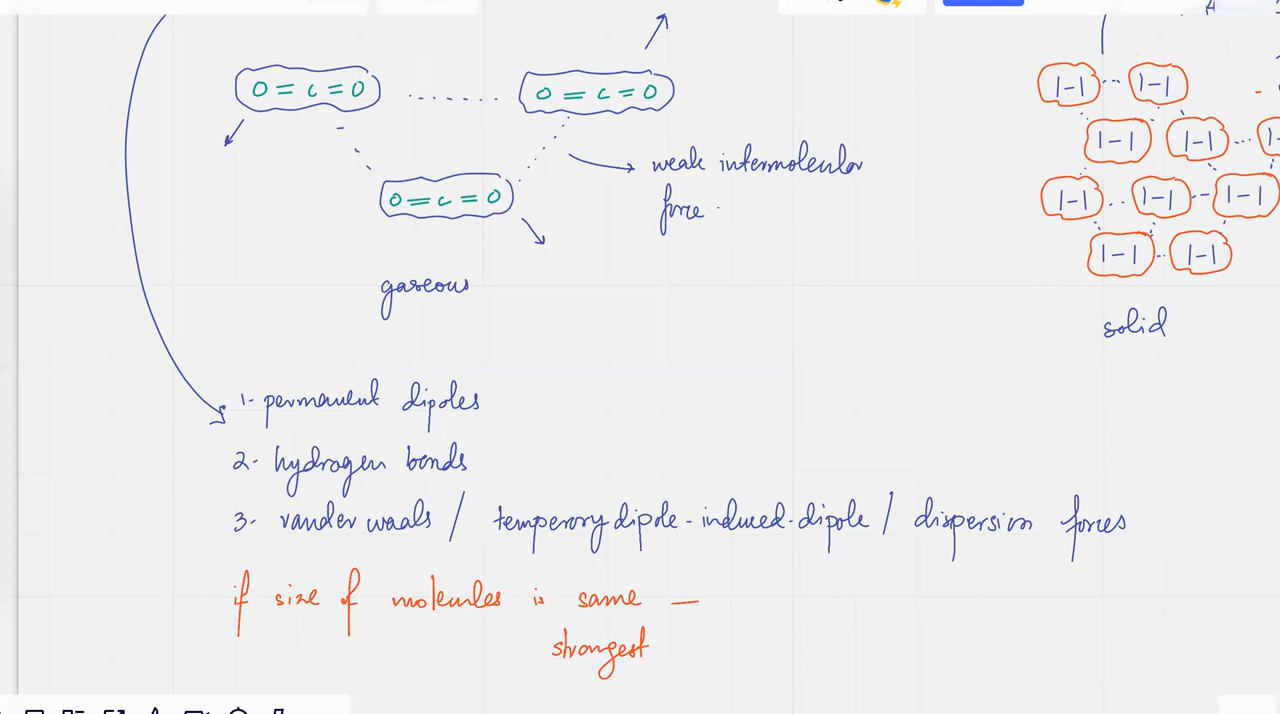 O = C = O
O = C = O
O = C = O
weak intermolecular
force
gaseous
I-I I-I
I-I I-I I-
I-I I-I I-I
I-I I-I
solid
1- permanent dipoles
2- hydrogen bonds
3- vander waals / temperory dipole-induced-dipole / dispersion forces
if size of molecules is same —
strongest